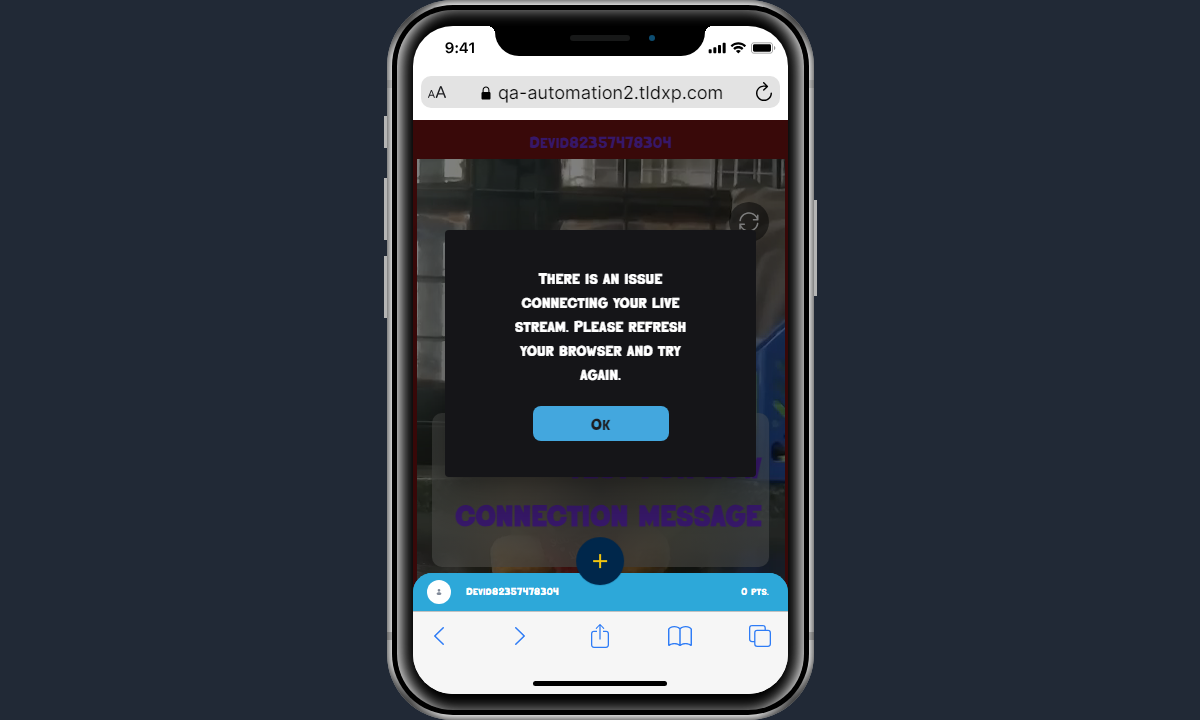 9:41
AA
qa-automation2.tldxp.com
Devid82357478304
There is an issue
connecting your live
stream. Please refresh
your browser and try
again.
Ok
connection message
Devid82357478304
0 pts.